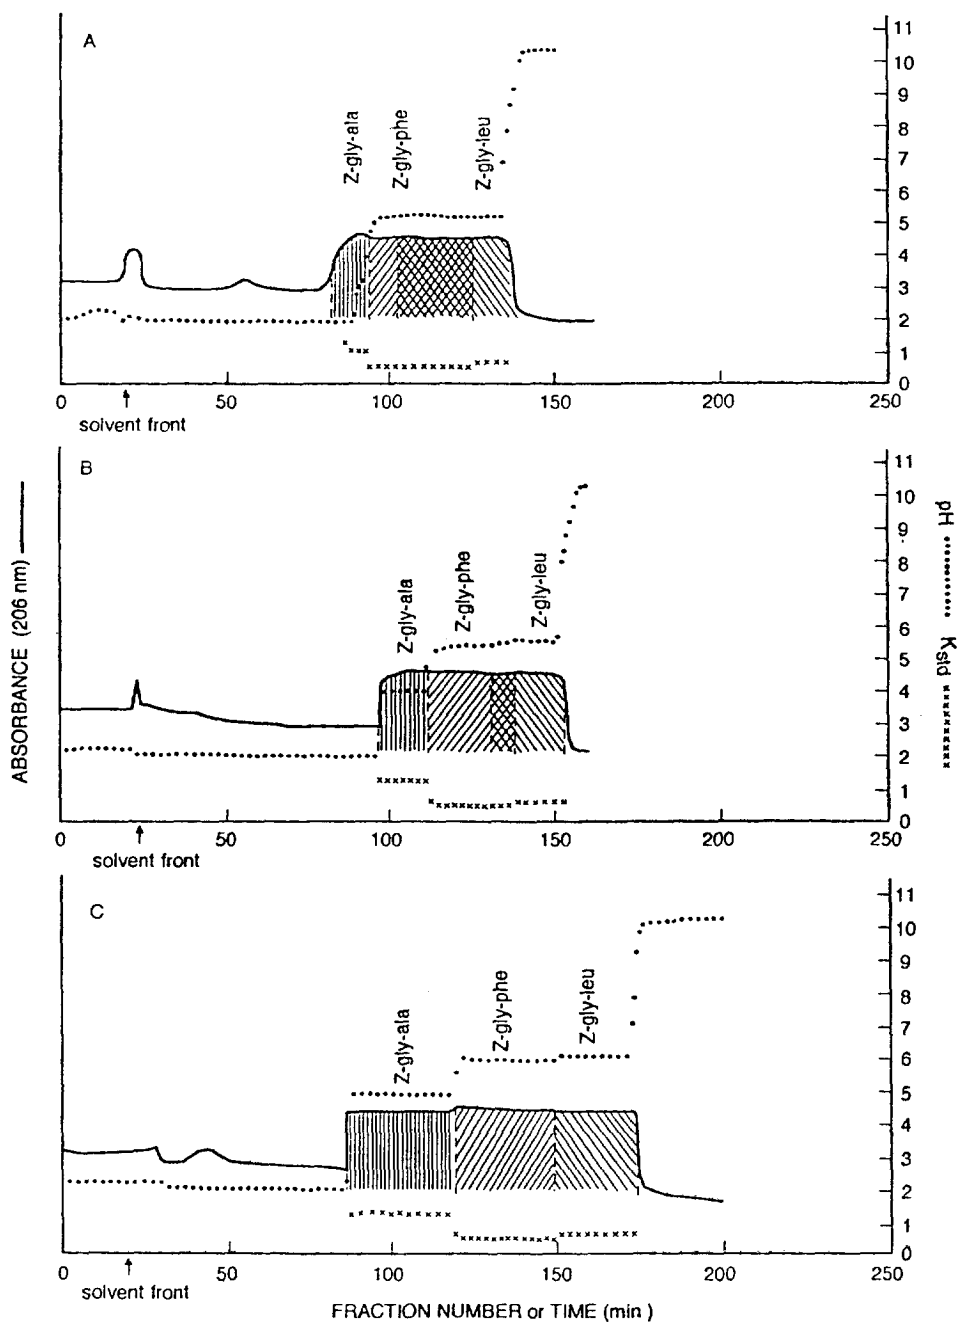 A
Z-gly-ala
Z-gly-phe
Z-gly-leu
11
10
9
8
7
6
5
4
3
2
1
0
0 50 100 150 200 250
solvent front
B
Z-gly-ala
Z-gly-phe
Z-gly-leu
11
10
9
8
7
6
5
4
3
2
1
0
0 50 100 150 200 250
solvent front
ABSORBANCE (206 nm)
pH
Kstd
C
Z-gly-ala
Z-gly-phe
Z-gly-leu
11
10
9
8
7
6
5
4
3
2
1
0
0 50 100 150 200 250
solvent front
FRACTION NUMBER or TIME (min)